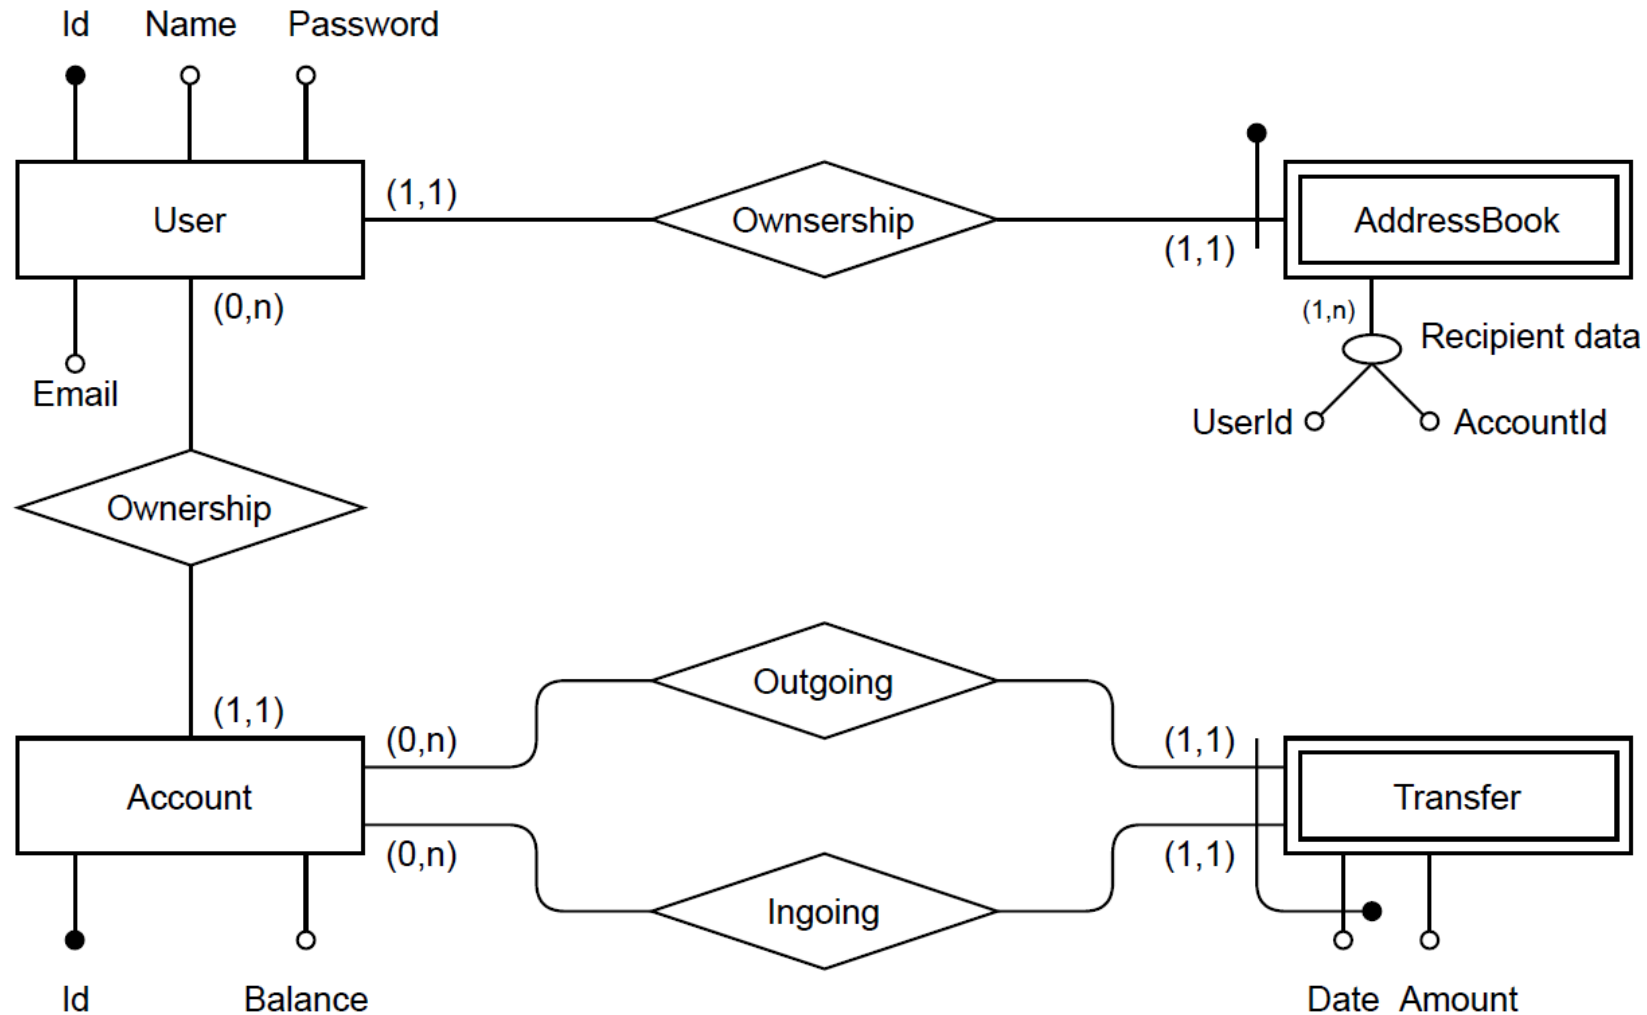 Id Name Password
User
(1,1)
Ownsership
(1,1)
AddressBook
(0,n)
(1,n)
Recipient data
Email
UserId
AccountId
Ownership
(1,1)
Outgoing
(0,n)
(1,1)
Account
Transfer
(0,n)
(1,1)
Ingoing
Id
Balance
Date
Amount